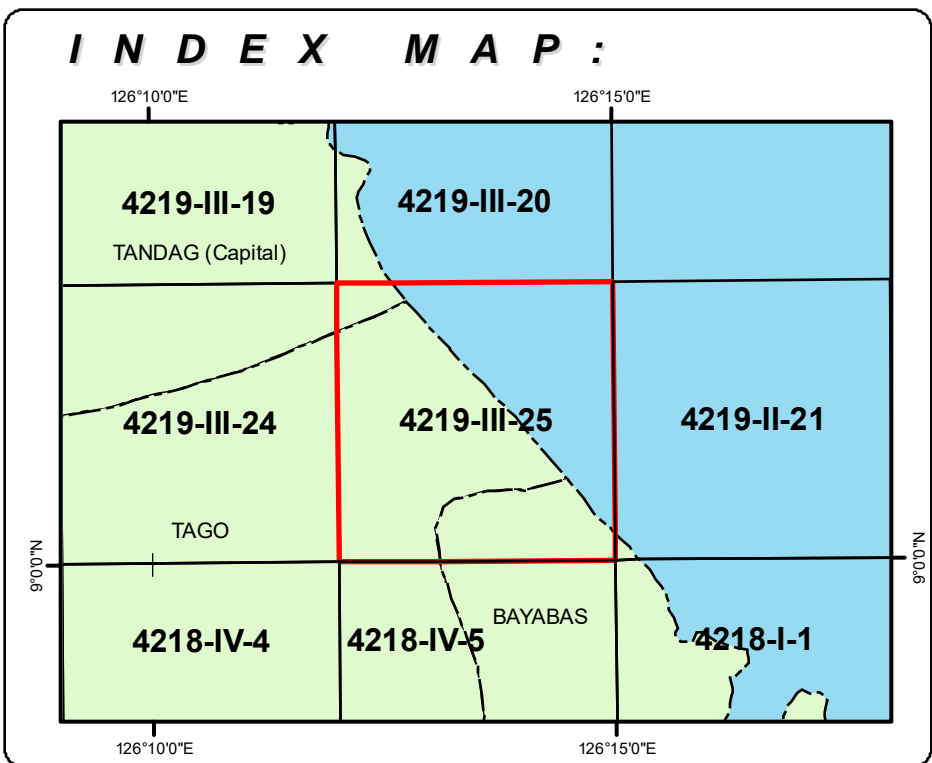 INDEX MAP:
126°10'0"E 126°15'0"E
4219-III-19 4219-III-20
TANDAG (Capital)
4219-III-24 4219-III-25 4219-II-21
TAGO
9°0'0"N 9°0'0"N
BAYABAS
4218-IV-4 4218-IV-5 4218-I-1
126°10'0"E 126°15'0"E